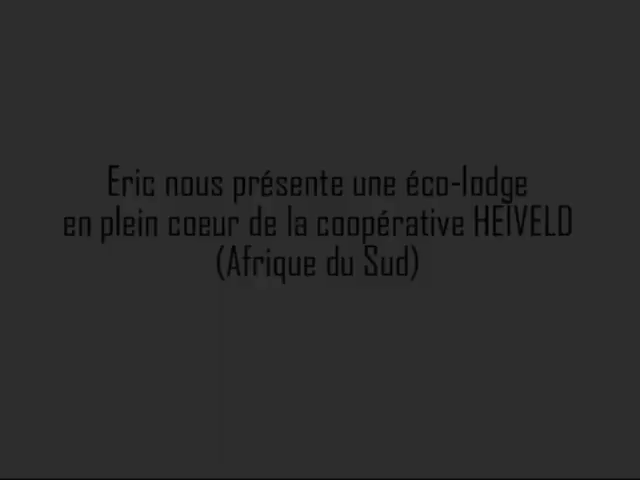 Eric nous présente une éco-lodge
en plein coeur de la coopérative HEIVELD
(Afrique du Sud)